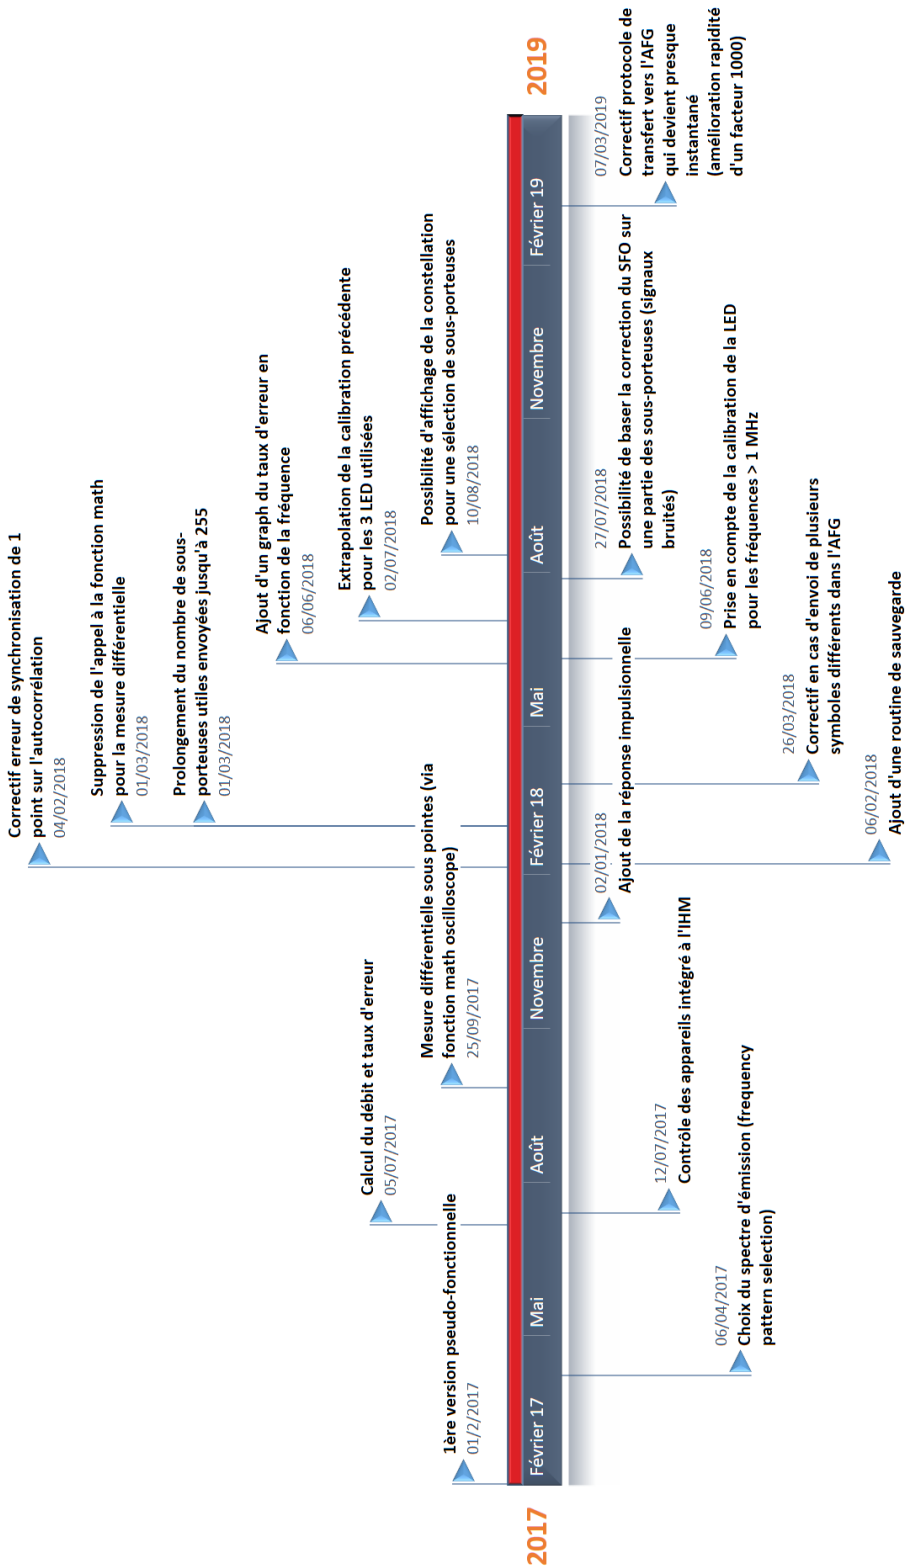 Correctif erreur de synchronisation de 1
point sur l'autocorrélation
04/02/2018
Suppression de l'appel à la fonction math
pour la mesure différentielle
01/03/2018
Prolongement du nombre de sous-
porteuses utiles envoyées jusqu'à 255
01/03/2018
Ajout d'un graph du taux d'erreur en
fonction de la fréquence
06/06/2018
Extrapolation de la calibration précédente
pour les 3 LED utilisées
02/07/2018
Calcul du débit et taux d'erreur
05/07/2017
Possibilité d'affichage de la constellation
pour une sélection de sous-porteuses
10/08/2018
Mesure différentielle sous pointes (via
fonction math oscilloscope)
25/09/2017
1ère version pseudo-fonctionnelle
01/2/2017
2017
Février 17
Mai
Août
Novembre
Février 18
Mai
Août
Novembre
Février 19
2019
07/03/2019
Correctif protocole de
transfert vers l'AFG
qui devient presque
instantané
(amélioration rapidité
d'un facteur 1000)
27/07/2018
Possibilité de baser la correction du SFO sur
une partie des sous-porteuses (signaux
bruités)
02/01/2018
Ajout de la réponse impulsionnelle
12/07/2017
Contrôle des appareils intégré à l'IHM
09/06/2018
Prise en compte de la calibration de la LED
pour les fréquences > 1 MHz
06/04/2017
Choix du spectre d'émission (frequency
pattern selection)
26/03/2018
Correctif en cas d'envoi de plusieurs
symboles différents dans l'AFG
06/02/2018
Ajout d'une routine de sauvegarde